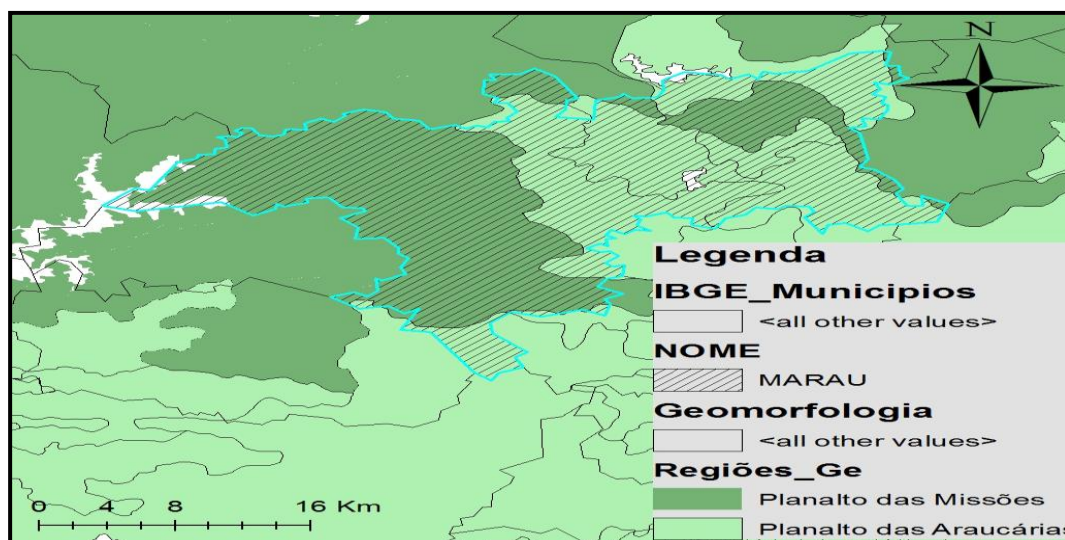 N
Legenda
IBGE_Municipios
<all other values>
NOME
MARAU
Geomorfologia
<all other values>
Regiões_Ge
Planalto das Missões
Planalto das Araucárias
0 4 8 16 Km